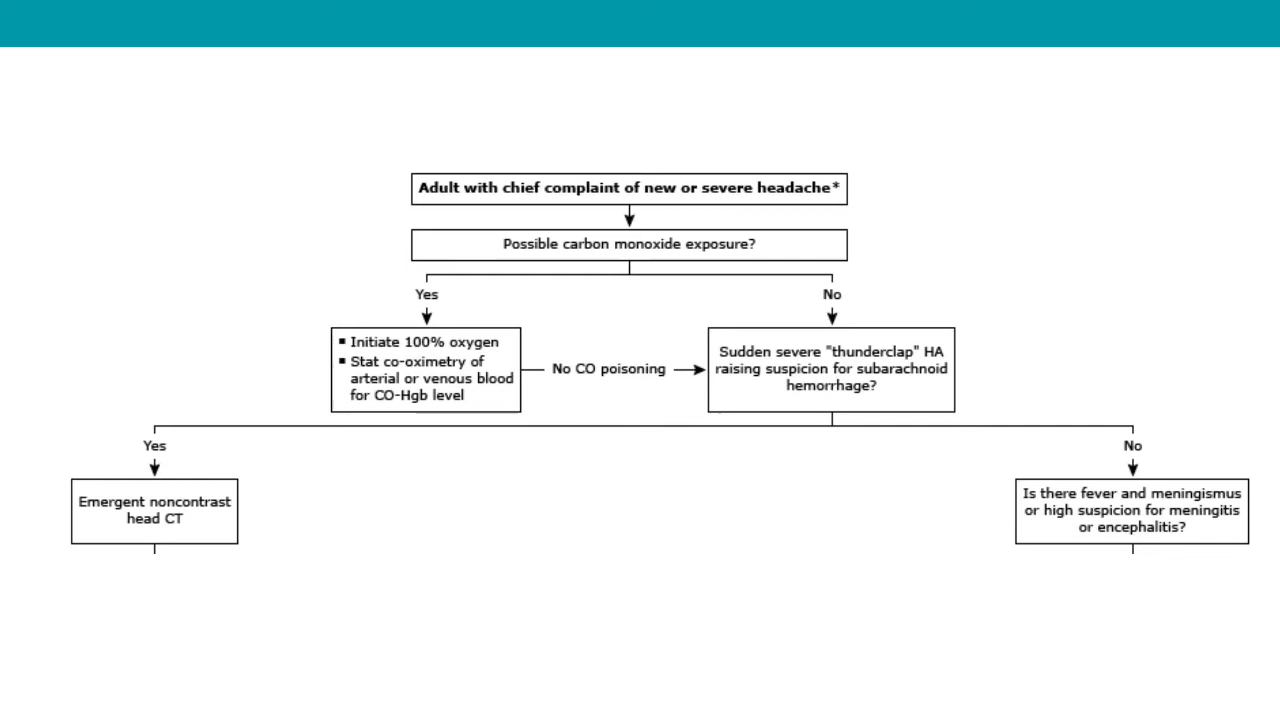 Adult with chief complaint of new or severe headache*
Possible carbon monoxide exposure?
Yes
No
▪ Initiate 100% oxygen
▪ Stat co-oximetry of
arterial or venous blood
for CO-Hgb level
No CO poisoning
Sudden severe "thunderclap" HA
raising suspicion for subarachnoid
hemorrhage?
Yes
No
Emergent noncontrast
head CT
Is there fever and meningismus
or high suspicion for meningitis
or encephalitis?